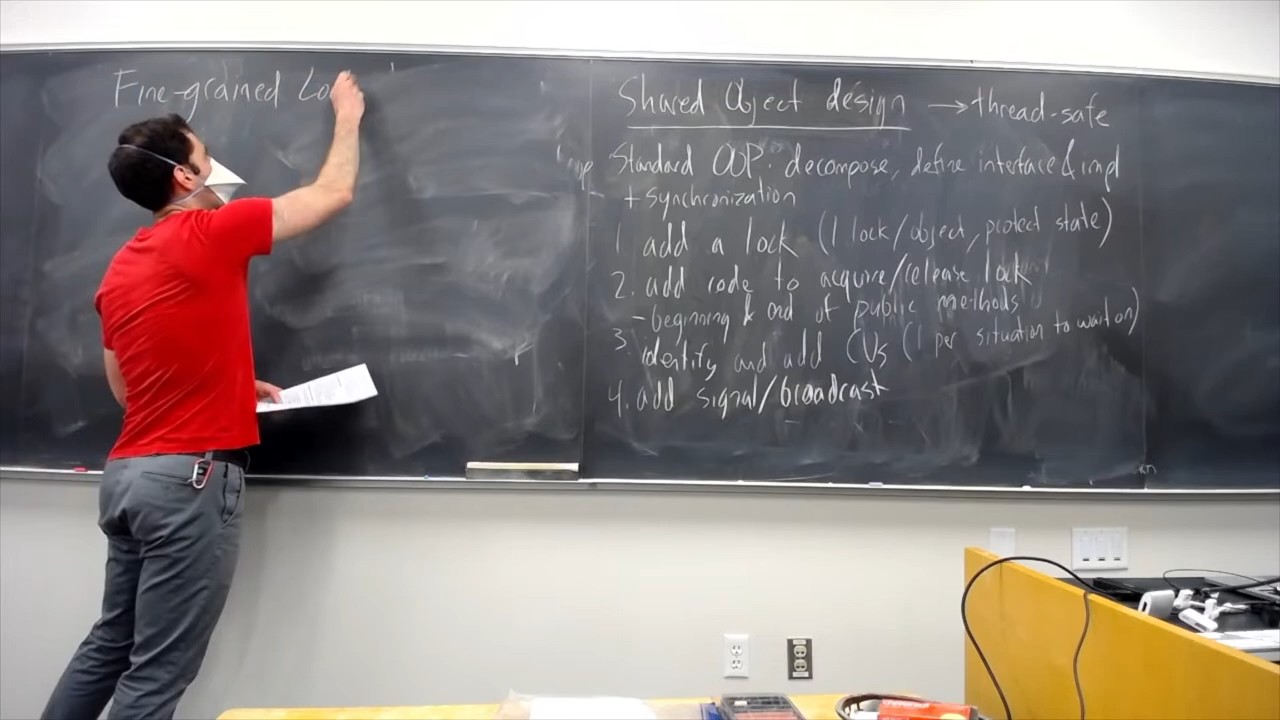 Fine-grained Lo
Shared Object design → thread-safe
Standard OOP. decompose, define interface & impl
+ synchronization
1 add a lock (1 lock/object, protect state)
2. add code to acquire/release lock
- beginning & end of public methods
3. identify and add CVs (1 per situation to wait on)
4. add signal/broadcast